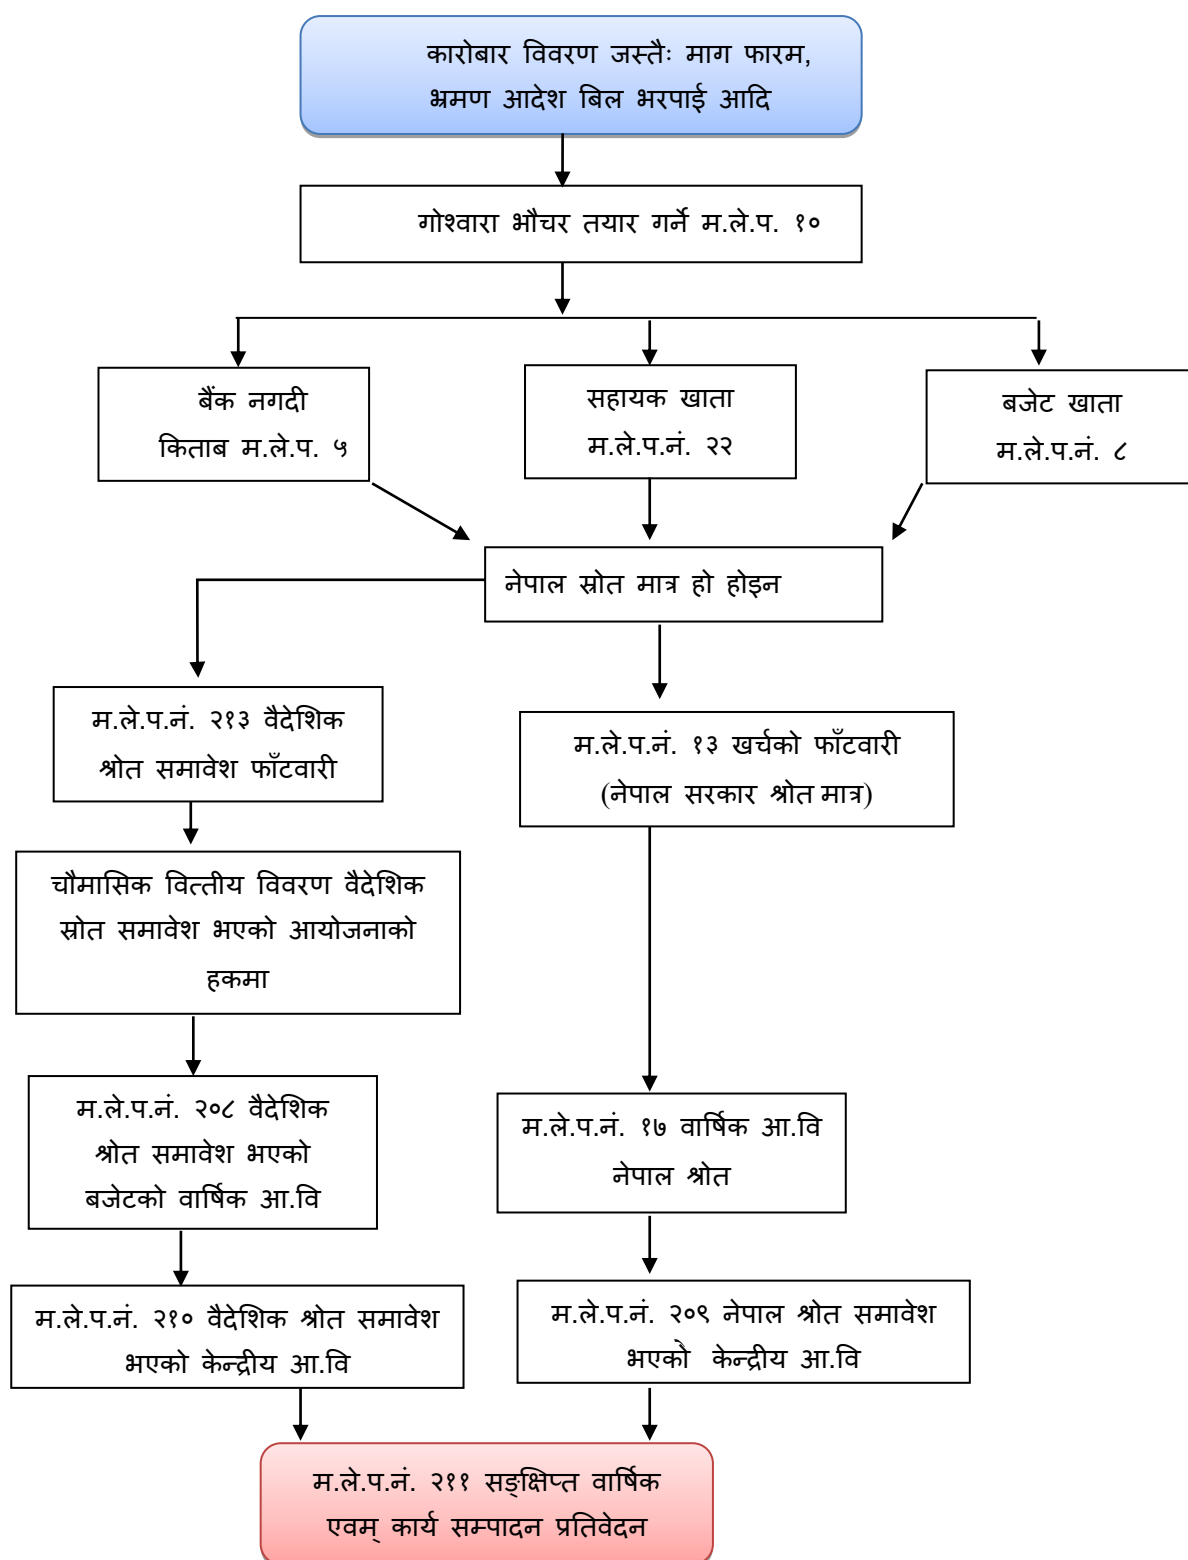 कारोबार विवरण जस्तैः माग फारम,
भ्रमण आदेश बिल भरपाई आदि
गोश्वारा भौचर तयार गर्ने म.ले.प. १०
बैंक नगदी
किताब म.ले.प. ५
सहायक खाता
म.ले.प.नं. २२
बजेट खाता
म.ले.प.नं. ८
नेपाल स्रोत मात्र हो होइन
म.ले.प.नं. २१३ वैदेशिक
श्रोत समावेश फाँटवारी
म.ले.प.नं. १३ खर्चको फाँटवारी
(नेपाल सरकार श्रोत मात्र)
चौमासिक वित्तीय विवरण वैदेशिक
स्रोत समावेश भएको आयोजनाको
हकमा
म.ले.प.नं. २०८ वैदेशिक
श्रोत समावेश भएको
बजेटको वार्षिक आ.वि
म.ले.प.नं. १७ वार्षिक आ.वि
नेपाल श्रोत
म.ले.प.नं. २१० वैदेशिक श्रोत समावेश
भएको केन्द्रीय आ.वि
म.ले.प.नं. २०९ नेपाल श्रोत समावेश
भएकोे केन्द्रीय आ.वि
म.ले.प.नं. २११ सङ्क्षिप्त वार्षिक
एवम् कार्य सम्पादन प्रतिवेदन